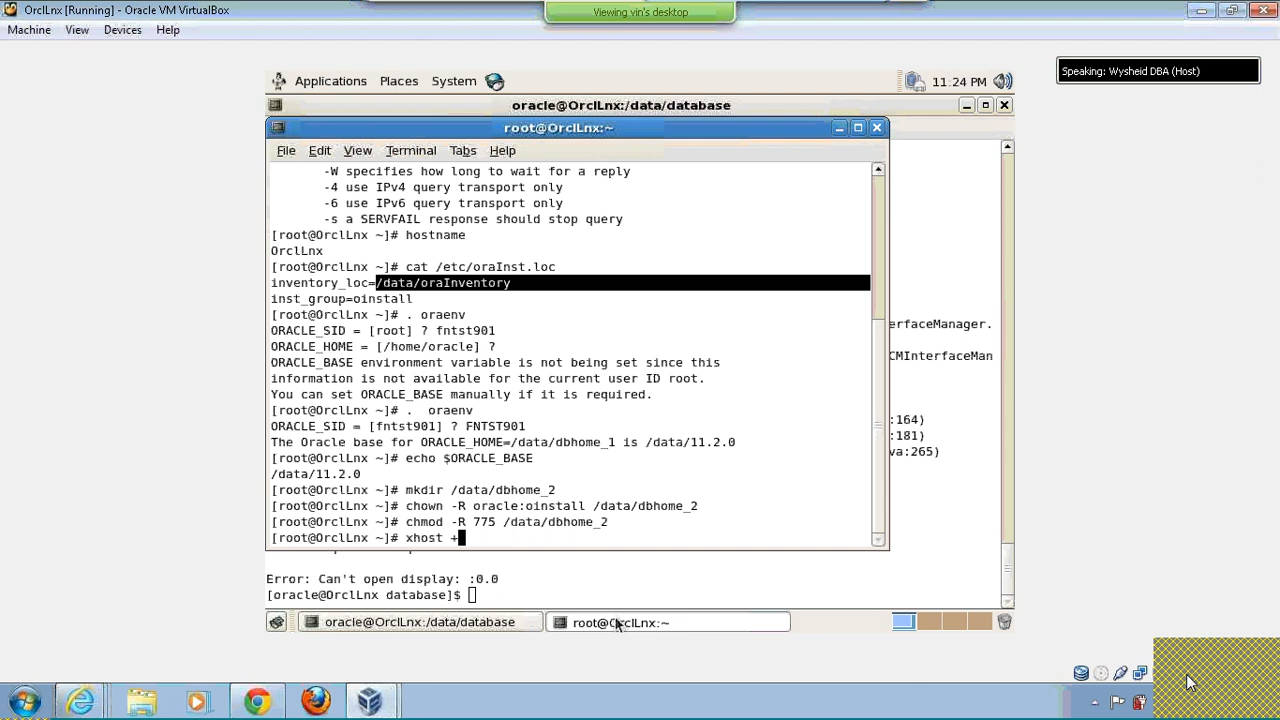 OrclLnx [Running] - Oracle VM VirtualBox
Viewing vin's desktop
Machine View Devices Help
Speaking: Wysheid DBA (Host)
Applications Places System
11:24 PM
oracle@OrclLnx:/data/database
root@OrclLnx:~
File Edit View Terminal Tabs Help
-W specifies how long to wait for a reply
-4 use IPv4 query transport only
-6 use IPv6 query transport only
-s a SERVFAIL response should stop query
[root@OrclLnx ~]# hostname
OrclLnx
[root@OrclLnx ~]# cat /etc/oraInst.loc
inventory_loc=/data/oraInventory
inst_group=oinstall
[root@OrclLnx ~]# . oraenv
ORACLE_SID = [root] ? fntst901
ORACLE_HOME = [/home/oracle] ?
ORACLE_BASE environment variable is not being set since this
information is not available for the current user ID root.
You can set ORACLE_BASE manually if it is required.
[root@OrclLnx ~]# .  oraenv
ORACLE_SID = [fntst901] ? FNTST901
The Oracle base for ORACLE_HOME=/data/dbhome_1 is /data/11.2.0
[root@OrclLnx ~]# echo $ORACLE_BASE
/data/11.2.0
[root@OrclLnx ~]# mkdir /data/dbhome_2
[root@OrclLnx ~]# chown -R oracle:oinstall /data/dbhome_2
[root@OrclLnx ~]# chmod -R 775 /data/dbhome_2
[root@OrclLnx ~]# xhost +
erfaceManager.
CMInterfaceMan
:164)
:181)
va:265)
Error: Can't open display: :0.0
[oracle@OrclLnx database]$
oracle@OrclLnx:/data/database
root@OrclLnx:~